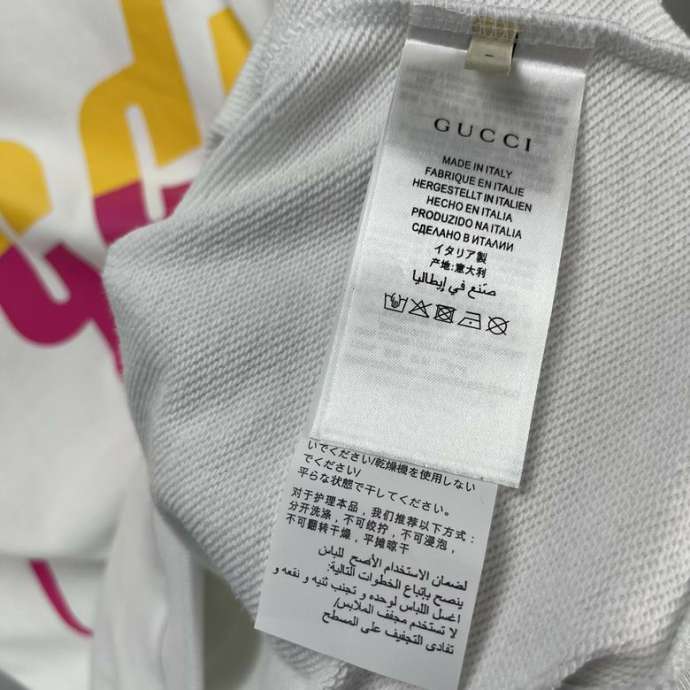 GUCCI
MADE IN ITALY
FABRIQUE EN ITALIE
HERGESTELLT IN ITALIEN
HECHO EN ITALIA
PRODUZIDO NA ITALIA
СДЕЛАНО В ИТАЛИИ
イタリア製
产地:意大利
صنع في إيطاليا
いでください/乾燥機を使用しない
でください/
平らな状態で干してください。
对于护理本品，我们推荐以下方式:
分开洗涤，不可绞拧，不可浸泡，
不可翻转干燥，平摊晾干
لضمان الاستخدام الأصح للباس
ينصح بإتباع الخطوات التالية:
اغسل اللباس لوحده و تجنب ثنيه و نقعه و
لا تستخدم مجفف الملابس/
تفادي التجفيف على المسطح